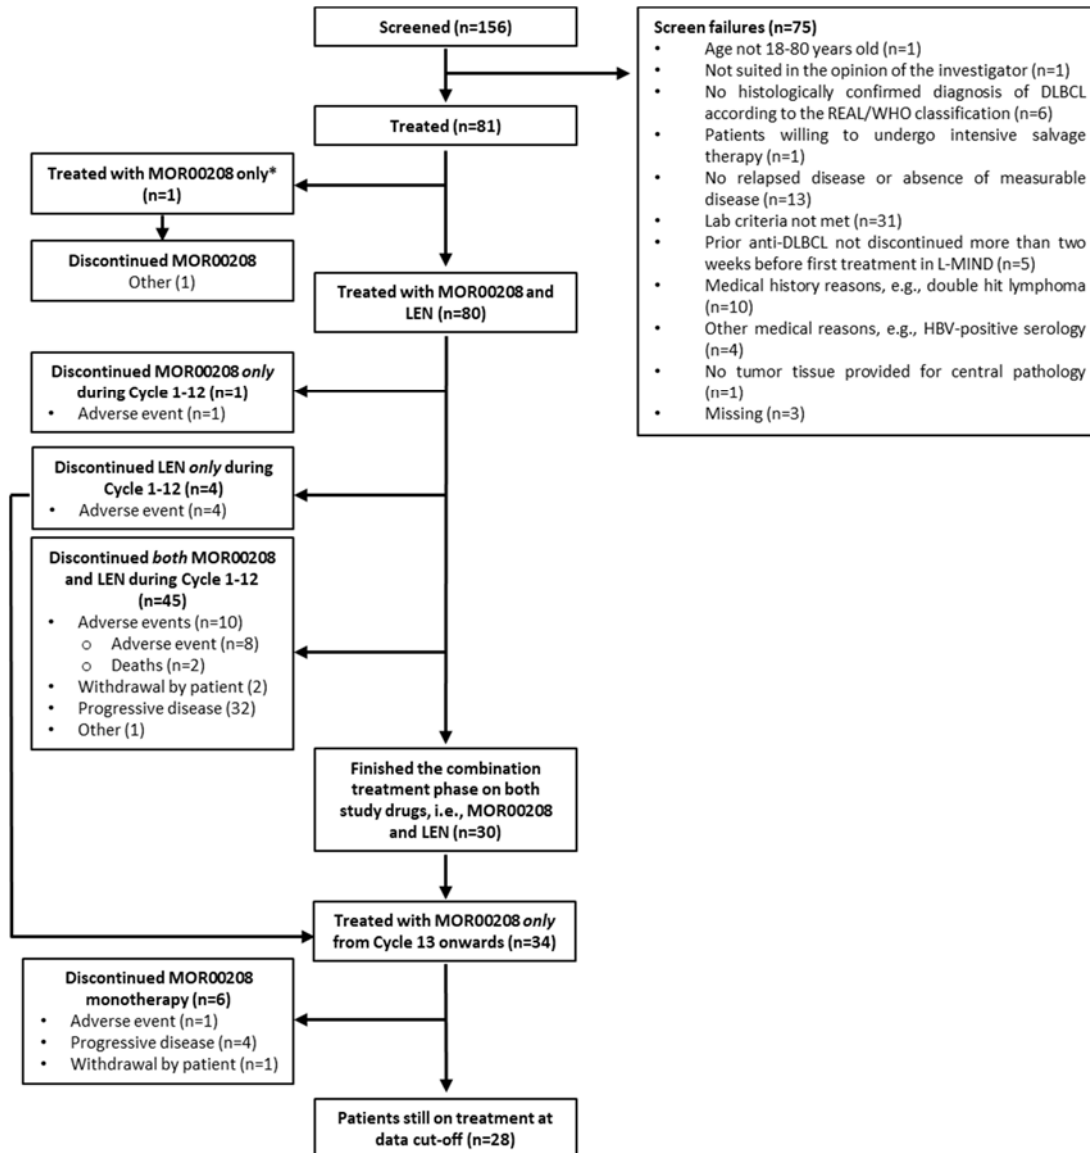 Screened (n=156)
Screen failures (n=75)
• Age not 18-80 years old (n=1)
• Not suited in the opinion of the investigator (n=1)
• No histologically confirmed diagnosis of DLBCL
according to the REAL/WHO classification (n=6)
• Patients willing to undergo intensive salvage
therapy (n=1)
• No relapsed disease or absence of measurable
disease (n=13)
• Lab criteria not met (n=31)
• Prior anti-DLBCL not discontinued more than two
weeks before first treatment in L-MIND (n=5)
• Medical history reasons, e.g., double hit lymphoma
(n=10)
• Other medical reasons, e.g., HBV-positive serology
(n=4)
• No tumor tissue provided for central pathology
(n=1)
• Missing (n=3)
Treated (n=81)
Treated with MOR00208 only*
(n=1)
Discontinued MOR00208
Other (1)
Treated with MOR00208 and
LEN (n=80)
Discontinued MOR00208 only
during Cycle 1-12 (n=1)
• Adverse event (n=1)
Discontinued LEN only during
Cycle 1-12 (n=4)
• Adverse event (n=4)
Discontinued both MOR00208
and LEN during Cycle 1-12
(n=45)
• Adverse events (n=10)
o Adverse event (n=8)
o Deaths (n=2)
• Withdrawal by patient (2)
• Progressive disease (32)
• Other (1)
Finished the combination
treatment phase on both
study drugs, i.e., MOR00208
and LEN (n=30)
Treated with MOR00208 only
from Cycle 13 onwards (n=34)
Discontinued MOR00208
monotherapy (n=6)
• Adverse event (n=1)
• Progressive disease (n=4)
• Withdrawal by patient (n=1)
Patients still on treatment at
data cut-off (n=28)